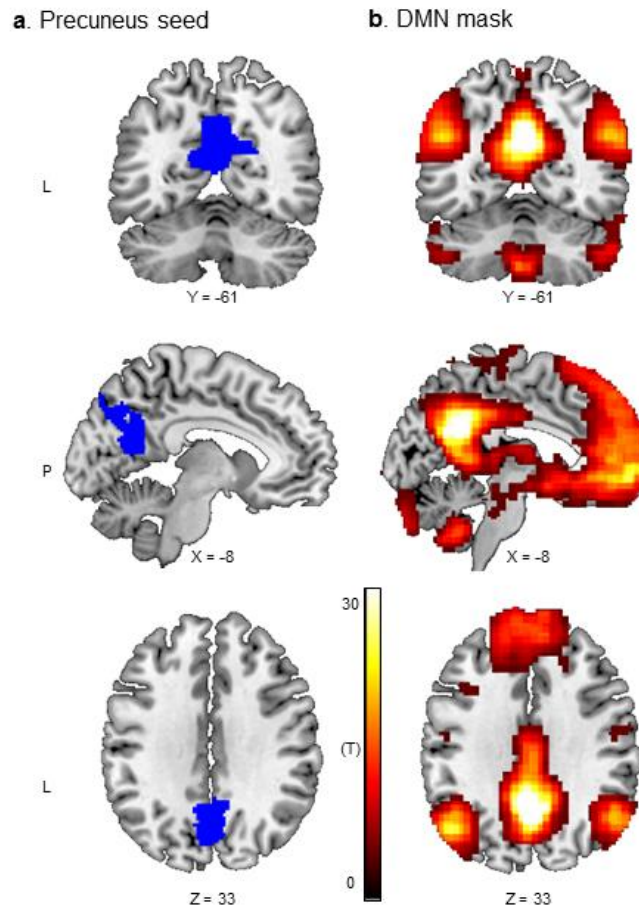 a. Precuneus seed
b. DMN mask
L
Y = -61
Y = -61
P
X = -8
X = -8
30
(T)
0
L
Z = 33
Z = 33